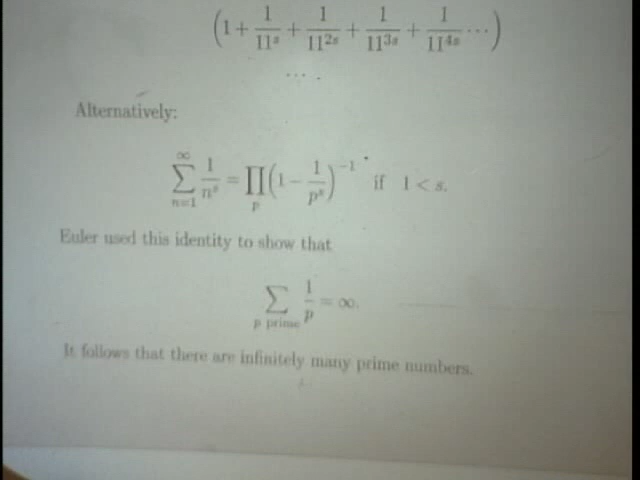 (1 + 1/11^s + 1/11^{2s} + 1/11^{3s} + 1/11^{4s} ⋯)
⋯ .
Alternatively:
∑_{n=1}^{∞} 1/n^s = ∏_p (1 − 1/p^s)^{−1} if 1 < s.
Euler used this identity to show that
∑_{p prime} 1/p = ∞.
It follows that there are infinitely many prime numbers.